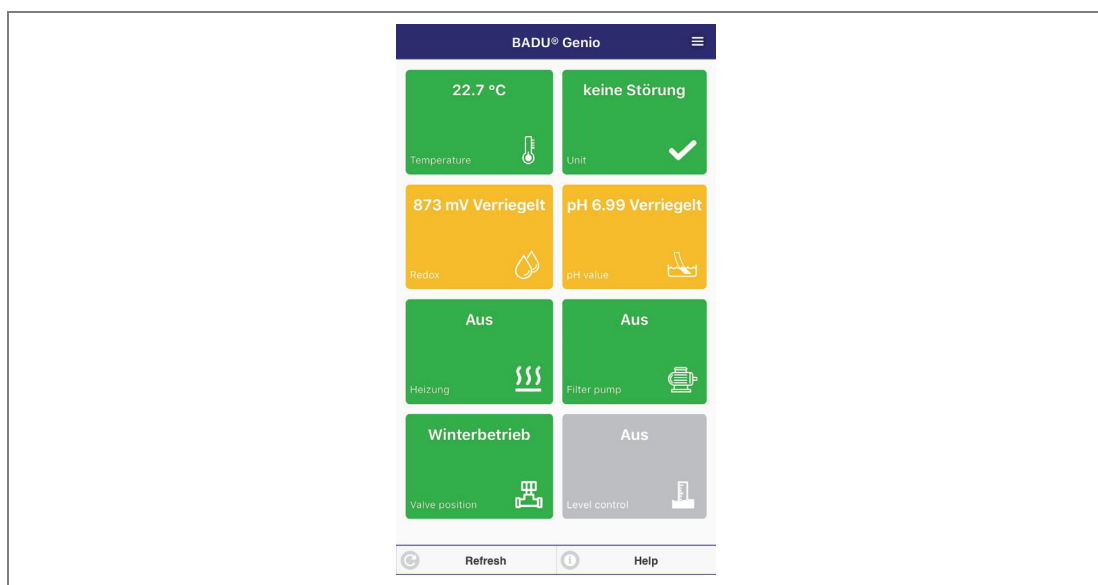 BADU® Genio
22.7 °C
Temperature
keine Störung
Unit
873 mV Verriegelt
Redox
pH 6.99 Verriegelt
pH value
Aus
Heizung
Aus
Filter pump
Winterbetrieb
Valve position
Aus
Level control
Refresh
Help